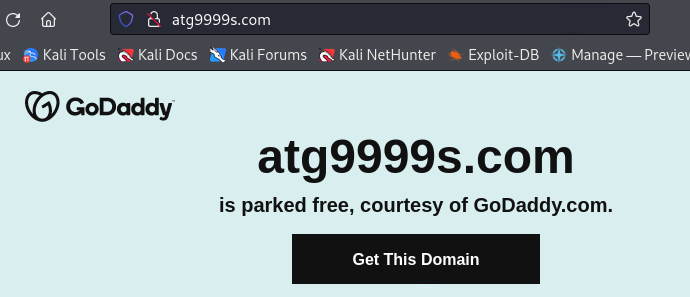 atg9999s.com
ux Kali Tools Kali Docs Kali Forums Kali NetHunter Exploit-DB Manage — Preview
GoDaddy
atg9999s.com
is parked free, courtesy of GoDaddy.com.
Get This Domain